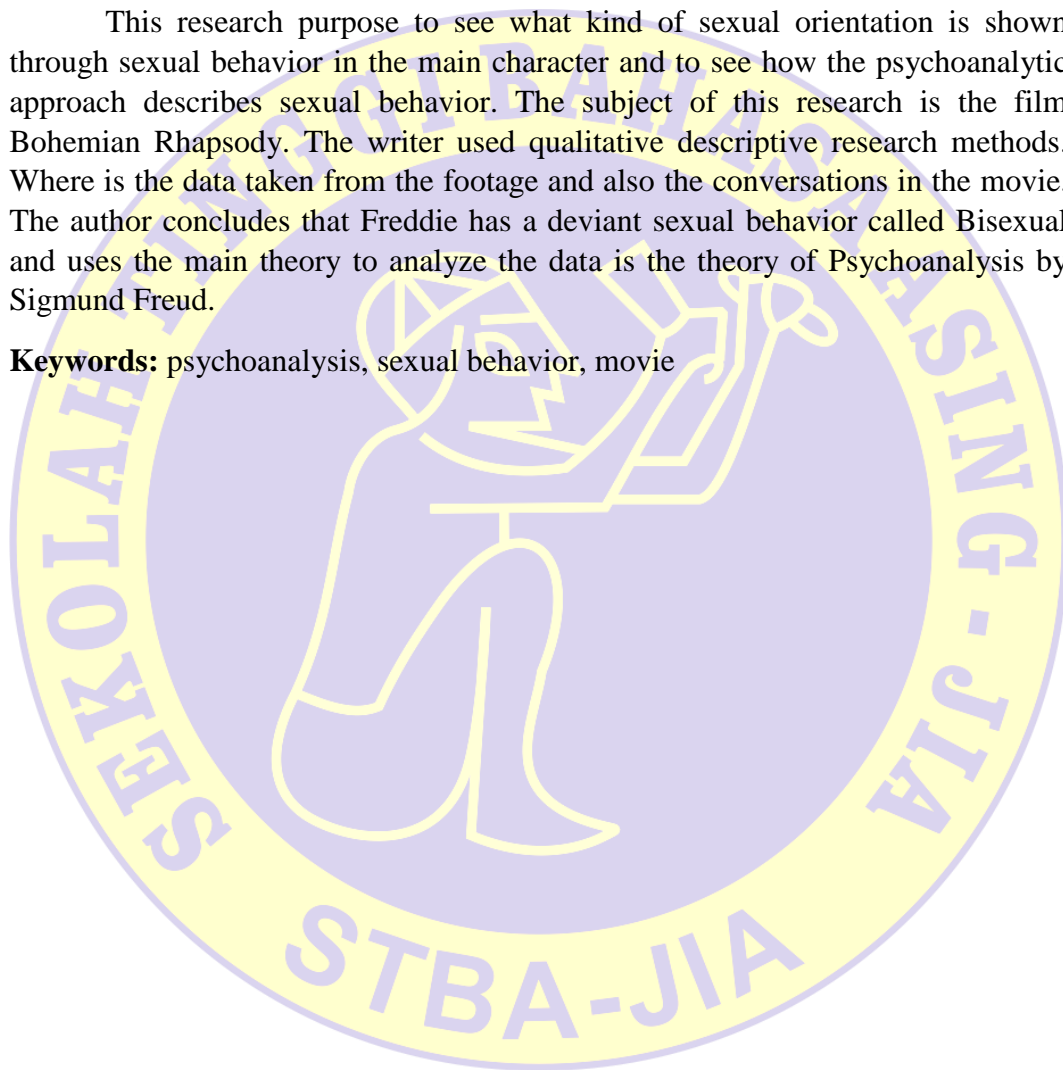 This research purpose to see what kind of sexual orientation is shown
through sexual behavior in the main character and to see how the psychoanalytic
approach describes sexual behavior. The subject of this research is the film
Bohemian Rhapsody. The writer used qualitative descriptive research methods.
Where is the data taken from the footage and also the conversations in the movie.
The author concludes that Freddie has a deviant sexual behavior called Bisexual
and uses the main theory to analyze the data is the theory of Psychoanalysis by
Sigmund Freud.
Keywords: psychoanalysis, sexual behavior, movie
SEKOLAH TINGGI BAHASA ASING - JIA
STBA-JIA